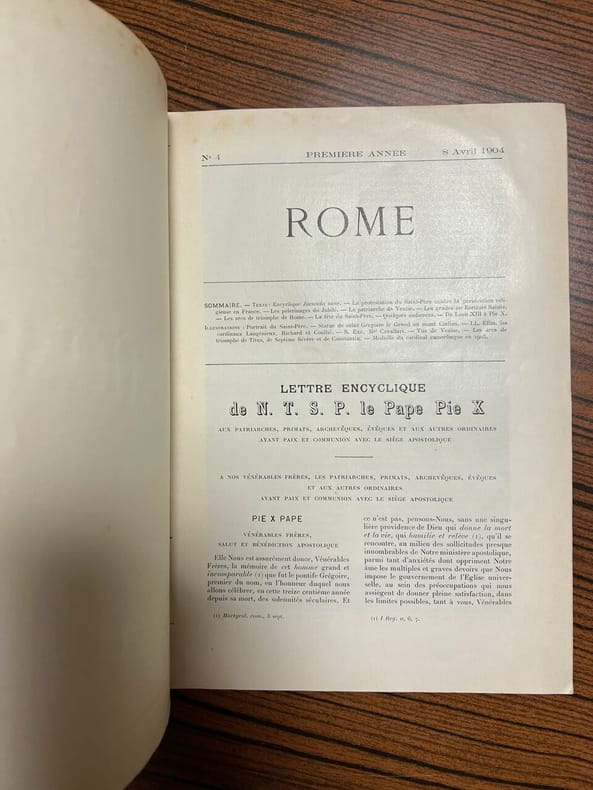 N° 4 PREMIERE ANNEE 8 Avril 1904
ROME
SOMMAIRE. — TEXTE: Encyclique Jucunda sane. — La protestation du Saint-Père contre la persécution reli-
gieuse en France. — Les pèlerinages du Jubilé. — La patriarche de Venise. — Les grades en Ecriture Sainte.
— Les arcs de triomphe de Rome. — La fête du Saint-Père. — Quelques audiences. — De Léon XIII à Pie X.
ILLUSTRATIONS : Portrait du Saint-Père. — Statue de saint Grégoire le Grand au mont Cœlius. — LL. EEm. les
cardinaux Langénieux, Richard et Coullié. — S. Exc. Mgr Cavallari. — Vue de Venise. — Les arcs de
triomphe de Titus, de Septime Sévère et de Constantin. — Médaille du cardinal camerlingue en 1903.
LETTRE ENCYCLIQUE
de N. T. S. P. le Pape Pie X
AUX PATRIARCHES, PRIMATS, ARCHEVÊQUES, ÉVÊQUES ET AUX AUTRES ORDINAIRES
AYANT PAIX ET COMMUNION AVEC LE SIÈGE APOSTOLIQUE
A NOS VÉNÉRABLES FRÈRES, LES PATRIARCHES, PRIMATS, ARCHEVÊQUES, ÉVÊQUES
ET AUX AUTRES ORDINAIRES
AYANT PAIX ET COMMUNION AVEC LE SIÈGE APOSTOLIQUE
PIE X PAPE
VÉNÉRABLES FRÈRES,
SALUT ET BÉNÉDICTION APOSTOLIQUE
Elle Nous est assurément douce, Vénérables
Frères, la mémoire de cet homme grand et
incomparable (1) que fut le pontife Grégoire,
premier du nom, en l'honneur duquel nous
allons célébrer, en cette treize centième année
depuis sa mort, des solennités séculaires. Et
(1) Martyrol. rom., 3 sept.
ce n'est pas, pensons-Nous, sans une singu-
lière providence de Dieu qui donne la mort
et la vie, qui humilie et relève (1), qu'il se
rencontre, au milieu des sollicitudes presque
innombrables de Notre ministère apostolique,
parmi tant d'anxiétés dont oppriment Notre
âme les multiples et graves devoirs que Nous
impose le gouvernement de l'Eglise univer-
selle, au sein des préoccupations qui nous
assiègent de donner pleine satisfaction, dans
les limites possibles, tant à vous, Vénérables
(1) I Reg. II, 6, 7.